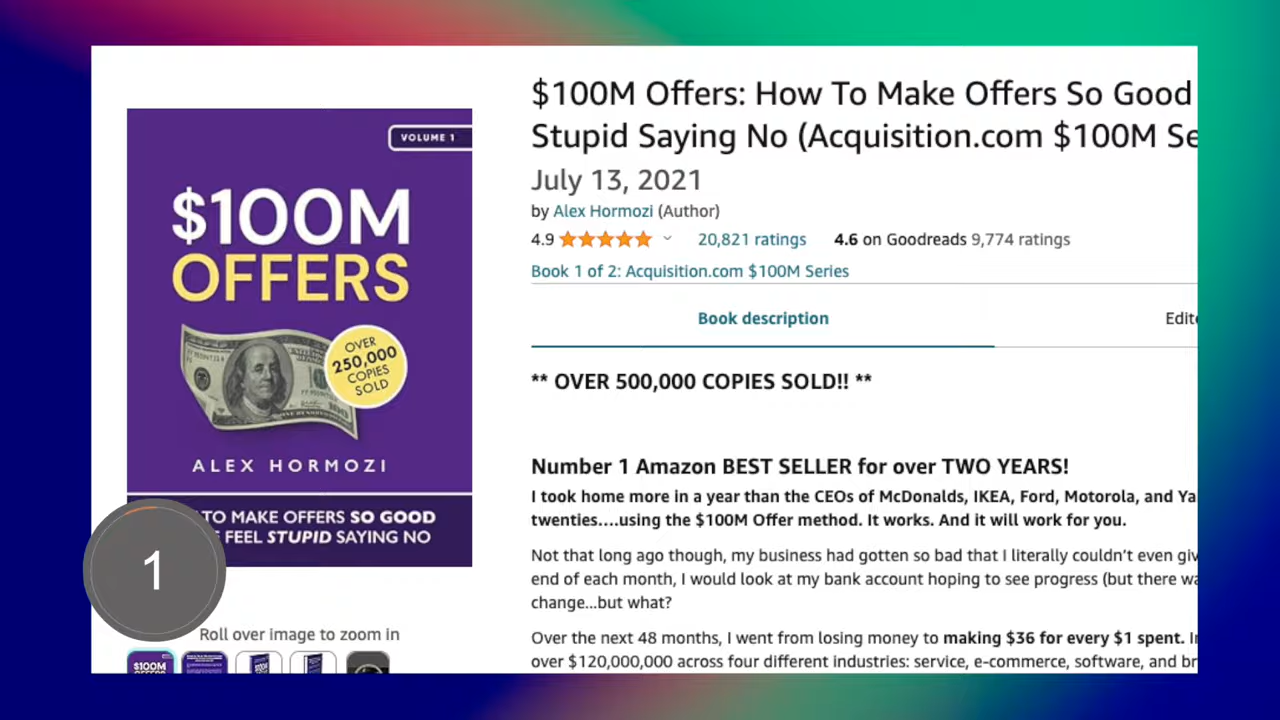 VOLUME 1
$100M
OFFERS
OVER
250,000
COPIES
SOLD
ALEX HORMOZI
TO MAKE OFFERS SO GOOD
FEEL STUPID SAYING NO
1
Roll over image to zoom in
$100M Offers: How To Make Offers So Good
Stupid Saying No (Acquisition.com $100M Se
July 13, 2021
by Alex Hormozi (Author)
4.9 20,821 ratings 4.6 on Goodreads 9,774 ratings
Book 1 of 2: Acquisition.com $100M Series
Book description Edit
** OVER 500,000 COPIES SOLD!! **
Number 1 Amazon BEST SELLER for over TWO YEARS!
I took home more in a year than the CEOs of McDonalds, IKEA, Ford, Motorola, and Ya
twenties....using the $100M Offer method. It works. And it will work for you.
Not that long ago though, my business had gotten so bad that I literally couldn't even giv
end of each month, I would look at my bank account hoping to see progress (but there wa
change...but what?
Over the next 48 months, I went from losing money to making $36 for every $1 spent. I
over $120,000,000 across four different industries: service, e-commerce, software, and br
$100M